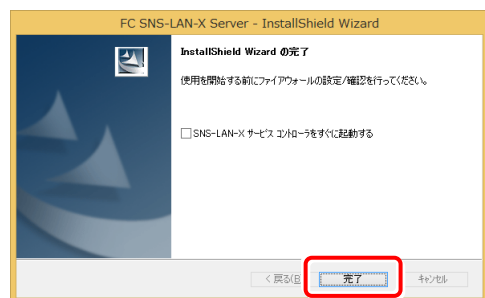 FC SNS-LAN-X Server - InstallShield Wizard
InstallShield Wizard の完了
使用を開始する前にファイアウォールの設定/確認を行ってください。
SNS-LAN-X サービス コントローラをすぐに起動する
< 戻る(B
完了
キャンセル